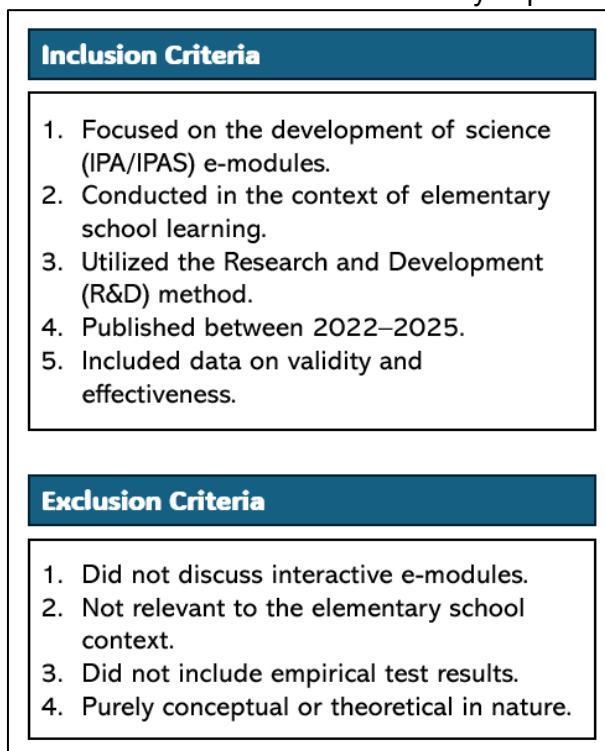 Inclusion Criteria
1. Focused on the development of science
(IPA/IPAS) e-modules.
2. Conducted in the context of elementary
school learning.
3. Utilized the Research and Development
(R&D) method.
4. Published between 2022–2025.
5. Included data on validity and
effectiveness.
Exclusion Criteria
1. Did not discuss interactive e-modules.
2. Not relevant to the elementary school
context.
3. Did not include empirical test results.
4. Purely conceptual or theoretical in nature.